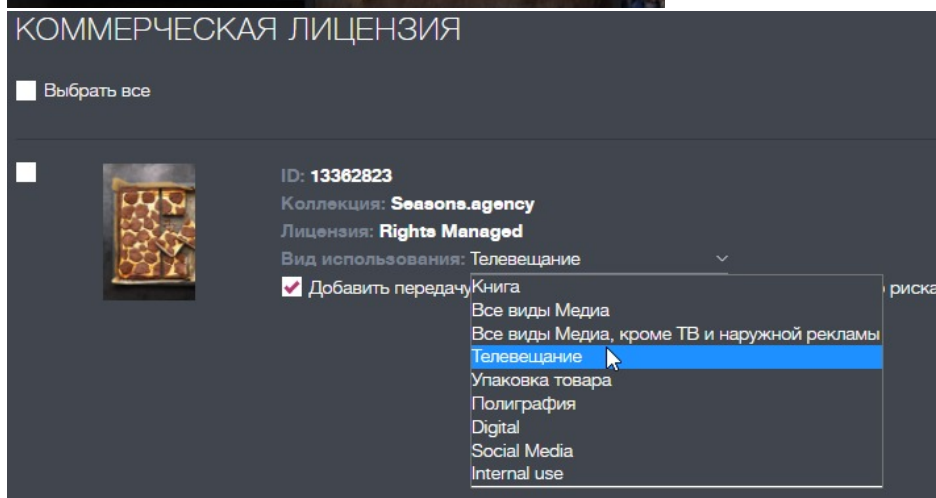 КОММЕРЧЕСКАЯ ЛИЦЕНЗИЯ
Выбрать все
ID: 13362823
Коллекция: Seasons.agency
Лицензия: Rights Managed
Вид использования: Телевещание
Добавить передачу риска
Книга
Все виды Медиа
Все виды Медиа, кроме ТВ и наружной рекламы
Телевещание
Упаковка товара
Полиграфия
Digital
Social Media
Internal use